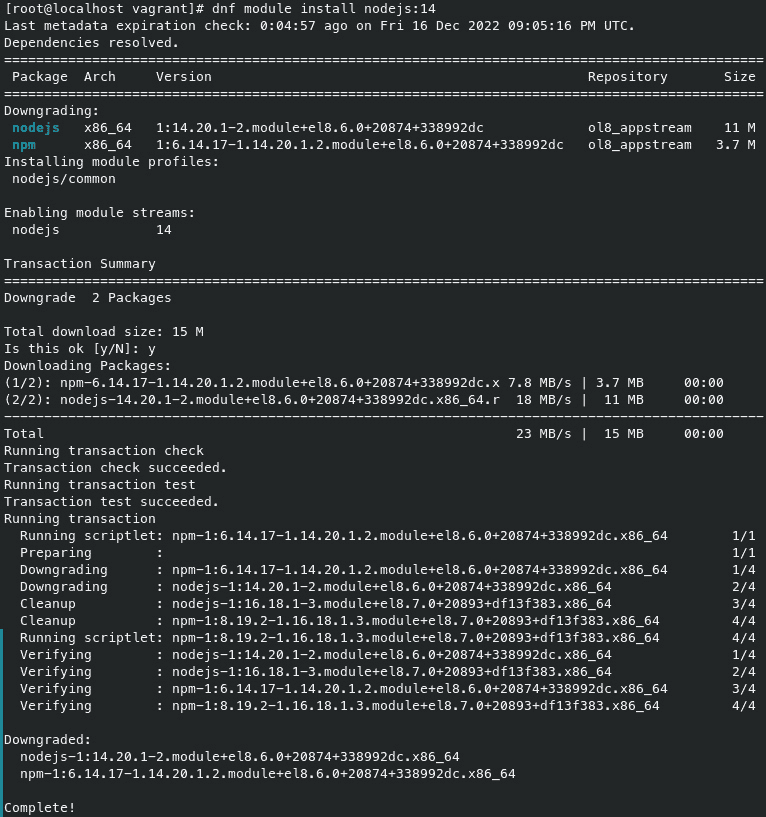 [root@localhost vagrant]# dnf module install nodejs:14
Last metadata expiration check: 0:04:57 ago on Fri 16 Dec 2022 09:05:16 PM UTC.
Dependencies resolved.
===============================================================================================
 Package  Arch     Version                                               Repository       Size
===============================================================================================
Downgrading:
 nodejs   x86_64   1:14.20.1-2.module+el8.6.0+20874+338992dc             ol8_appstream    11 M
 npm      x86_64   1:6.14.17-1.14.20.1.2.module+el8.6.0+20874+338992dc   ol8_appstream   3.7 M
Installing module profiles:
 nodejs/common

Enabling module streams:
 nodejs            14

Transaction Summary
===============================================================================================
Downgrade  2 Packages

Total download size: 15 M
Is this ok [y/N]: y
Downloading Packages:
(1/2): npm-6.14.17-1.14.20.1.2.module+el8.6.0+20874+338992dc.x 7.8 MB/s | 3.7 MB     00:00
(2/2): nodejs-14.20.1-2.module+el8.6.0+20874+338992dc.x86_64.r  18 MB/s |  11 MB     00:00
-----------------------------------------------------------------------------------------------
Total                                                           23 MB/s |  15 MB     00:00
Running transaction check
Transaction check succeeded.
Running transaction test
Transaction test succeeded.
Running transaction
  Running scriptlet: npm-1:6.14.17-1.14.20.1.2.module+el8.6.0+20874+338992dc.x86_64        1/1
  Preparing        :                                                                       1/1
  Downgrading      : npm-1:6.14.17-1.14.20.1.2.module+el8.6.0+20874+338992dc.x86_64        1/4
  Downgrading      : nodejs-1:14.20.1-2.module+el8.6.0+20874+338992dc.x86_64               2/4
  Cleanup          : nodejs-1:16.18.1-3.module+el8.7.0+20893+df13f383.x86_64               3/4
  Cleanup          : npm-1:8.19.2-1.16.18.1.3.module+el8.7.0+20893+df13f383.x86_64         4/4
  Running scriptlet: npm-1:8.19.2-1.16.18.1.3.module+el8.7.0+20893+df13f383.x86_64         4/4
  Verifying        : nodejs-1:14.20.1-2.module+el8.6.0+20874+338992dc.x86_64               1/4
  Verifying        : nodejs-1:16.18.1-3.module+el8.7.0+20893+df13f383.x86_64               2/4
  Verifying        : npm-1:6.14.17-1.14.20.1.2.module+el8.6.0+20874+338992dc.x86_64        3/4
  Verifying        : npm-1:8.19.2-1.16.18.1.3.module+el8.7.0+20893+df13f383.x86_64         4/4

Downgraded:
  nodejs-1:14.20.1-2.module+el8.6.0+20874+338992dc.x86_64
  npm-1:6.14.17-1.14.20.1.2.module+el8.6.0+20874+338992dc.x86_64

Complete!